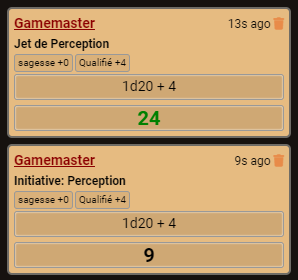 Gamemaster 13s ago
Jet de Perception
sagesse +0 Qualifié +4
1d20 + 4
24
Gamemaster 9s ago
Initiative: Perception
sagesse +0 Qualifié +4
1d20 + 4
9